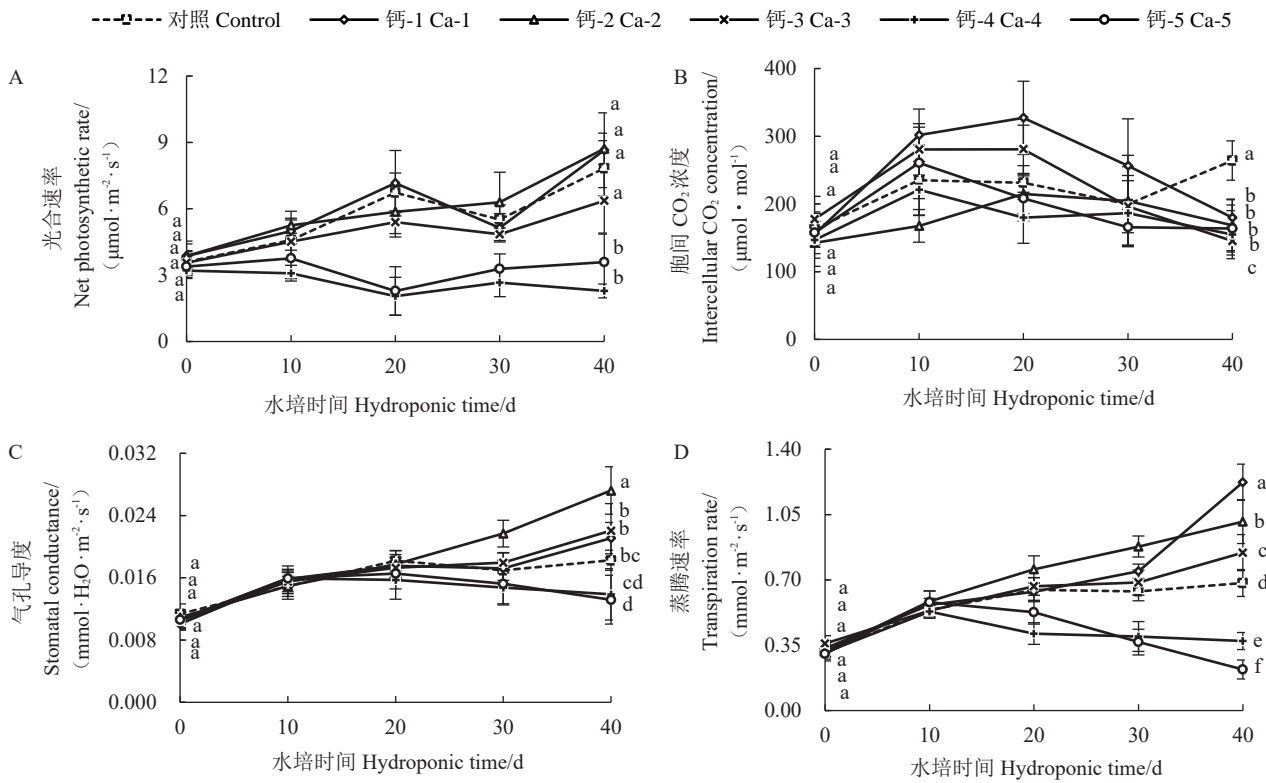 对照 Control 钙-1 Ca-1 钙-2 Ca-2 钙-3 Ca-3 钙-4 Ca-4 钙-5 Ca-5
A
光合速率
Net photosynthetic rate/
(μmol·m⁻²·s⁻¹)
12
9
6
3
0
a
a
a
a
a
a
a
a
a
a
b
b
0 10 20 30 40
水培时间 Hydroponic time/d
B
胞间 CO₂浓度
Intercellular CO₂ concentration/
(μmol·mol⁻¹)
400
300
200
100
0
a
a
a
a
a
a
a
b
b
b
b
c
0 10 20 30 40
水培时间 Hydroponic time/d
C
气孔导度
Stomatal conductance/
(mmol·H₂O·m⁻²·s⁻¹)
0.032
0.024
0.016
0.008
0.000
a
a
a
a
a
a
a
b
b
bc
cd
d
0 10 20 30 40
水培时间 Hydroponic time/d
D
蒸腾速率
Transpiration rate/
(mmol·m⁻²·s⁻¹)
1.40
1.05
0.70
0.35
0.00
a
a
a
a
a
a
a
b
c
d
e
f
0 10 20 30 40
水培时间 Hydroponic time/d